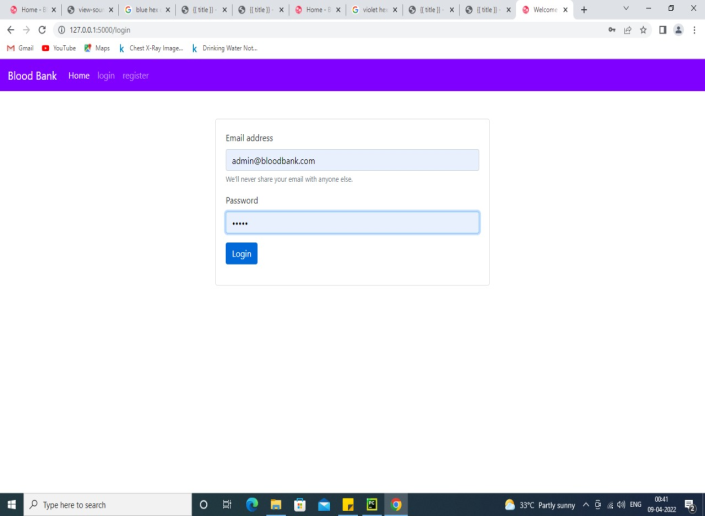 Home - B
view-sou
blue hex
{{ title }} -
{{ title }} -
Home - B
violet hex
{{ title }} -
{{ title }} -
Welcome
127.0.0.1:5000/login
Gmail YouTube Maps Chest X-Ray Image... Drinking Water Not...
Blood Bank Home login register
Email address
admin@bloodbank.com
We'll never share your email with anyone else.
Password
•••••
Login
Type here to search
33°C Partly sunny
ENG
00:41
09-04-2022